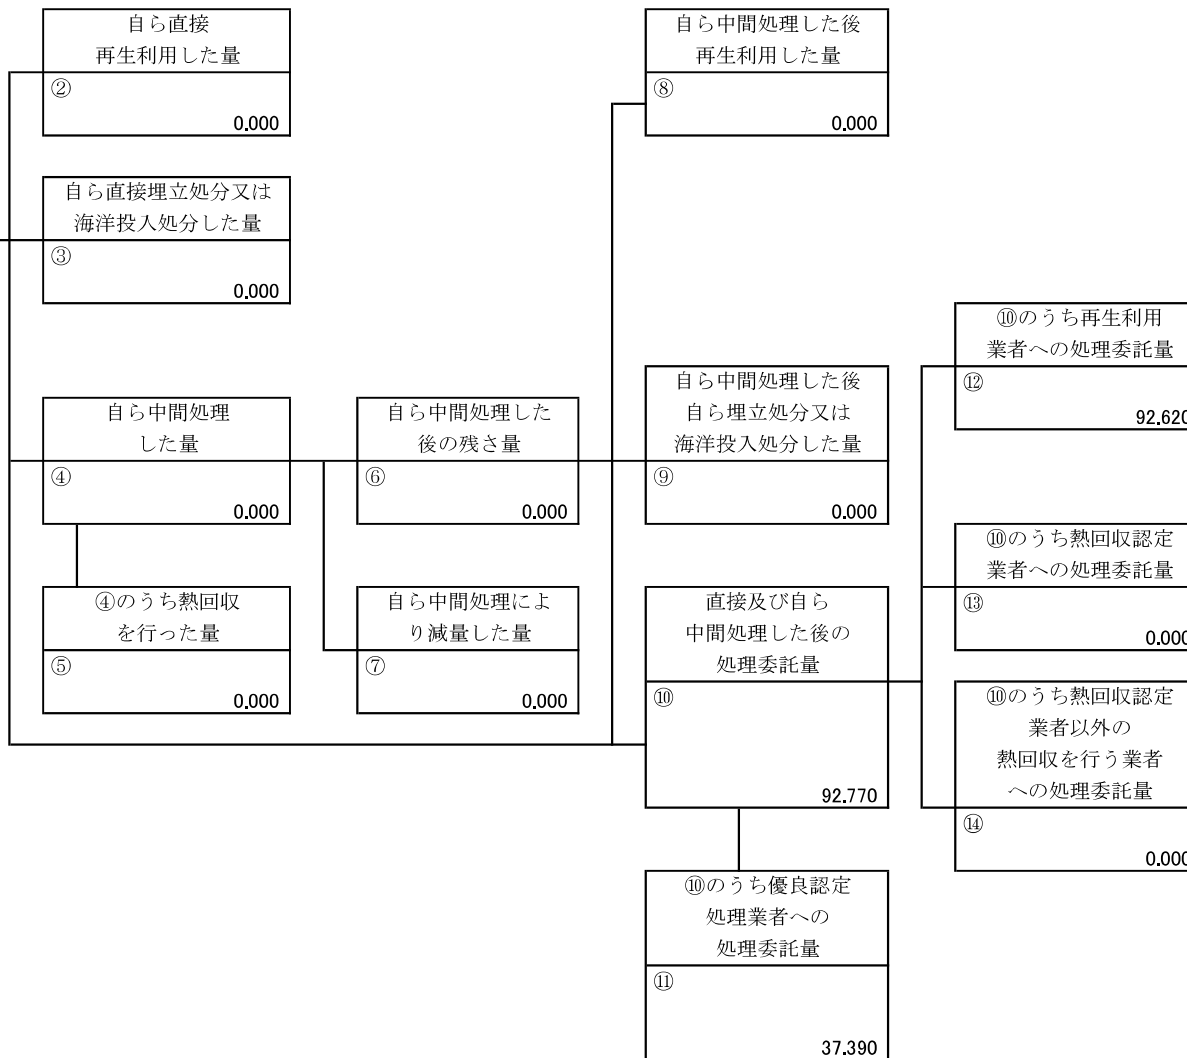 自ら直接
再生利用した量
②
0.000
自ら中間処理した後
再生利用した量
⑧
0.000
自ら直接埋立処分又は
海洋投入処分した量
③
0.000
⑩のうち再生利用
業者への処理委託量
⑫
92.620
自ら中間処理
した量
④
0.000
自ら中間処理した
後の残さ量
⑥
0.000
自ら中間処理した後
自ら埋立処分又は
海洋投入処分した量
⑨
0.000
⑩のうち熱回収認定
業者への処理委託量
⑬
0.000
④のうち熱回収
を行った量
⑤
0.000
自ら中間処理によ
り減量した量
⑦
0.000
直接及び自ら
中間処理した後の
処理委託量
⑩
92.770
⑩のうち熱回収認定
業者以外の
熱回収を行う業者
への処理委託量
⑭
0.000
⑩のうち優良認定
処理業者への
処理委託量
⑪
37.390